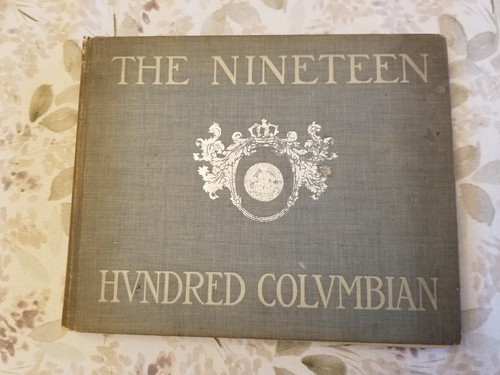 THE NINETEEN
HVNDRED COLVMBIAN